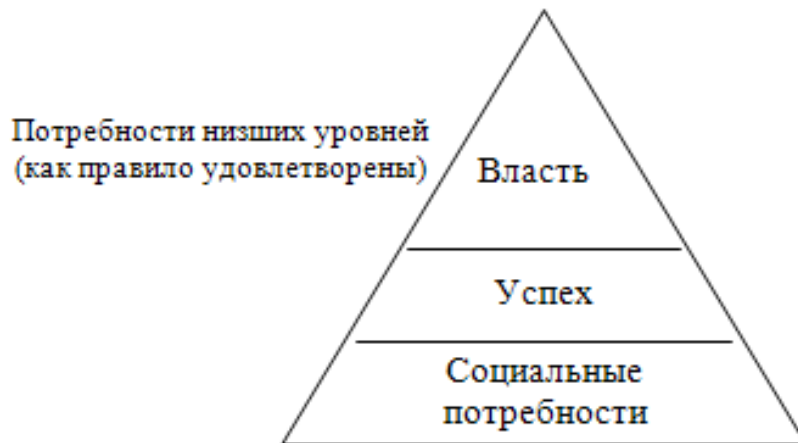 Потребности низших уровней
(как правило удовлетворены)
Власть
Успех
Социальные
потребности